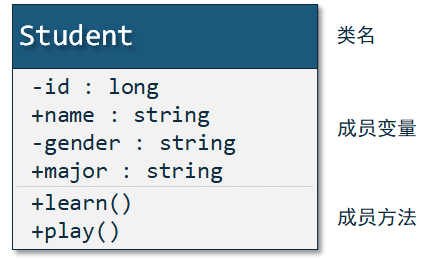 Student
类名
-id : long
+name : string
-gender : string
+major : string
成员变量
+learn()
+play()
成员方法